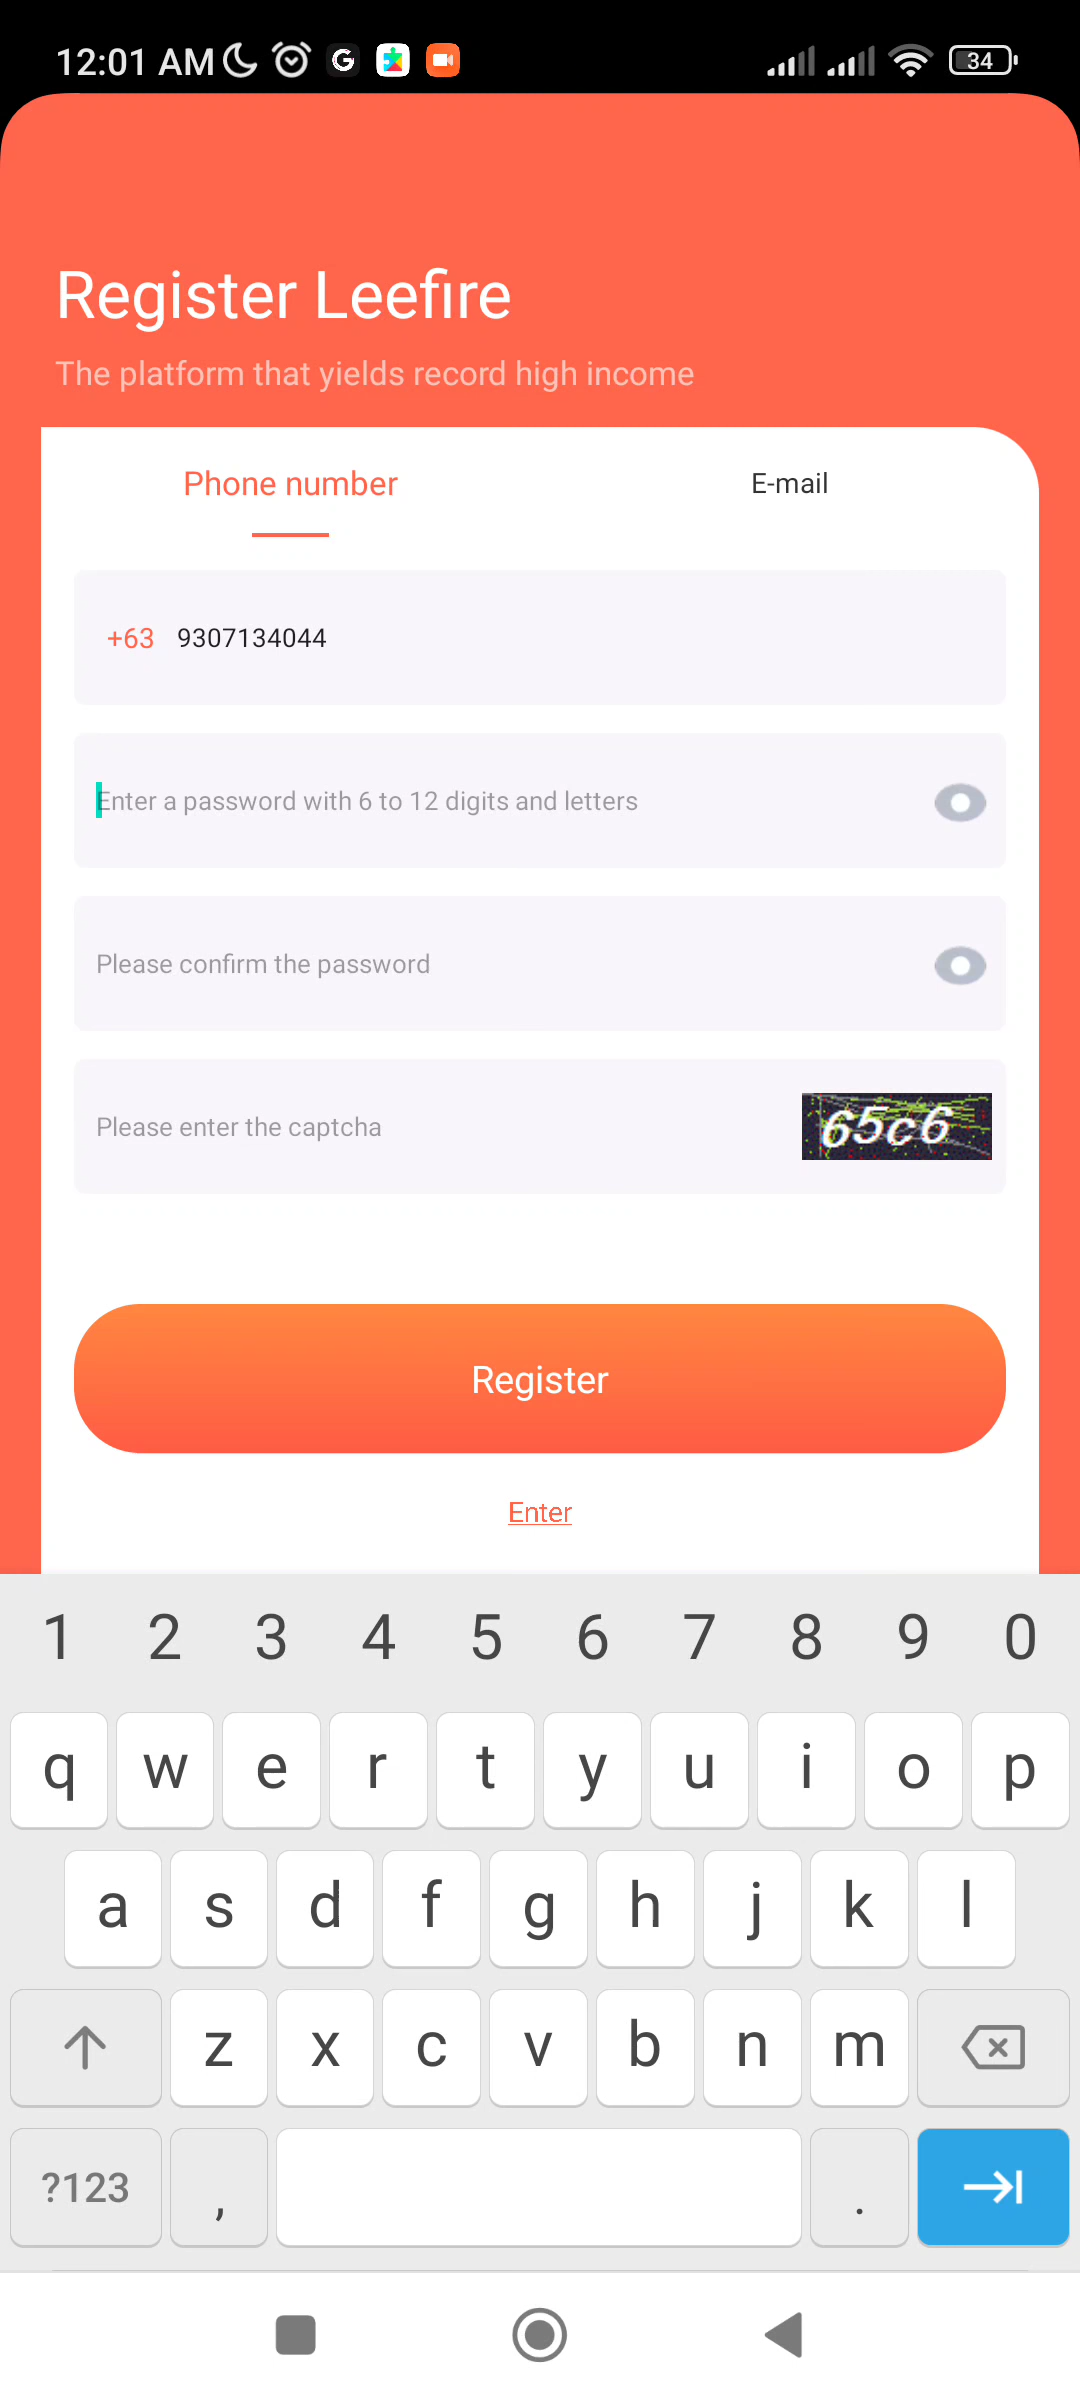 12:01 AM
34
Register Leefire
The platform that yields record high income
Phone number
E-mail
+63 9307134044
Enter a password with 6 to 12 digits and letters
Please confirm the password
Please enter the captcha
65c6
Register
Enter
1 2 3 4 5 6 7 8 9 0
q w e r t y u i o p
a s d f g h j k l
z x c v b n m
?123 , .